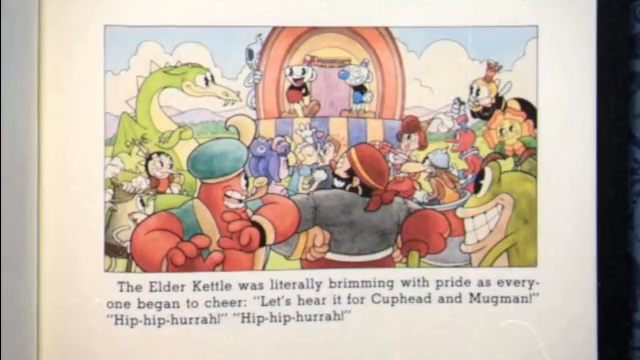 The Elder Kettle was literally brimming with pride as every-
one began to cheer: "Let's hear it for Cuphead and Mugman!"
"Hip-hip-hurrah!" "Hip-hip-hurrah!"